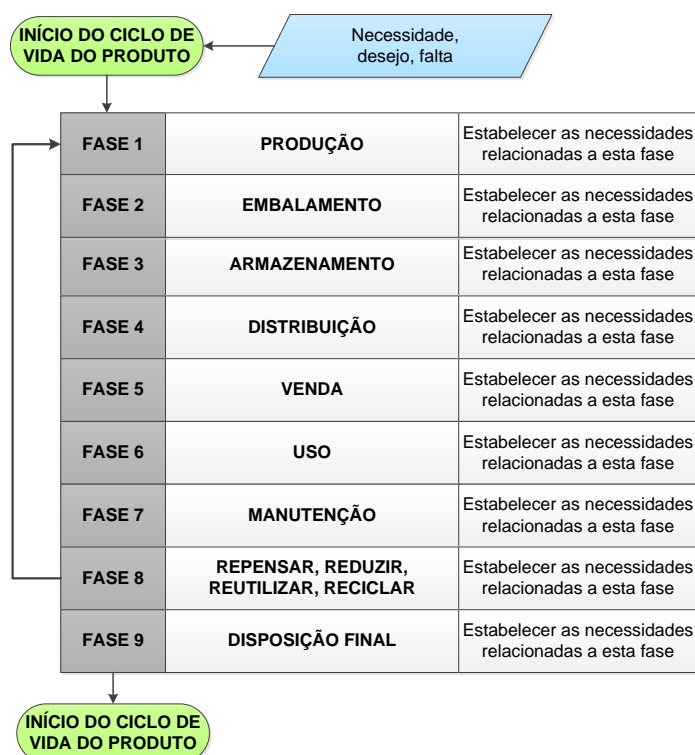 INÍCIO DO CICLO DE
VIDA DO PRODUTO
Necessidade,
desejo, falta
FASE 1
PRODUÇÃO
Estabelecer as necessidades
relacionadas a esta fase
FASE 2
EMBALAMENTO
Estabelecer as necessidades
relacionadas a esta fase
FASE 3
ARMAZENAMENTO
Estabelecer as necessidades
relacionadas a esta fase
FASE 4
DISTRIBUIÇÃO
Estabelecer as necessidades
relacionadas a esta fase
FASE 5
VENDA
Estabelecer as necessidades
relacionadas a esta fase
FASE 6
USO
Estabelecer as necessidades
relacionadas a esta fase
FASE 7
MANUTENÇÃO
Estabelecer as necessidades
relacionadas a esta fase
FASE 8
REPENSAR, REDUZIR,
REUTILIZAR, RECICLAR
Estabelecer as necessidades
relacionadas a esta fase
FASE 9
DISPOSIÇÃO FINAL
Estabelecer as necessidades
relacionadas a esta fase
INÍCIO DO CICLO DE
VIDA DO PRODUTO